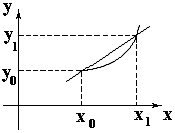 y
y₁
y₀
x₀ x₁ x